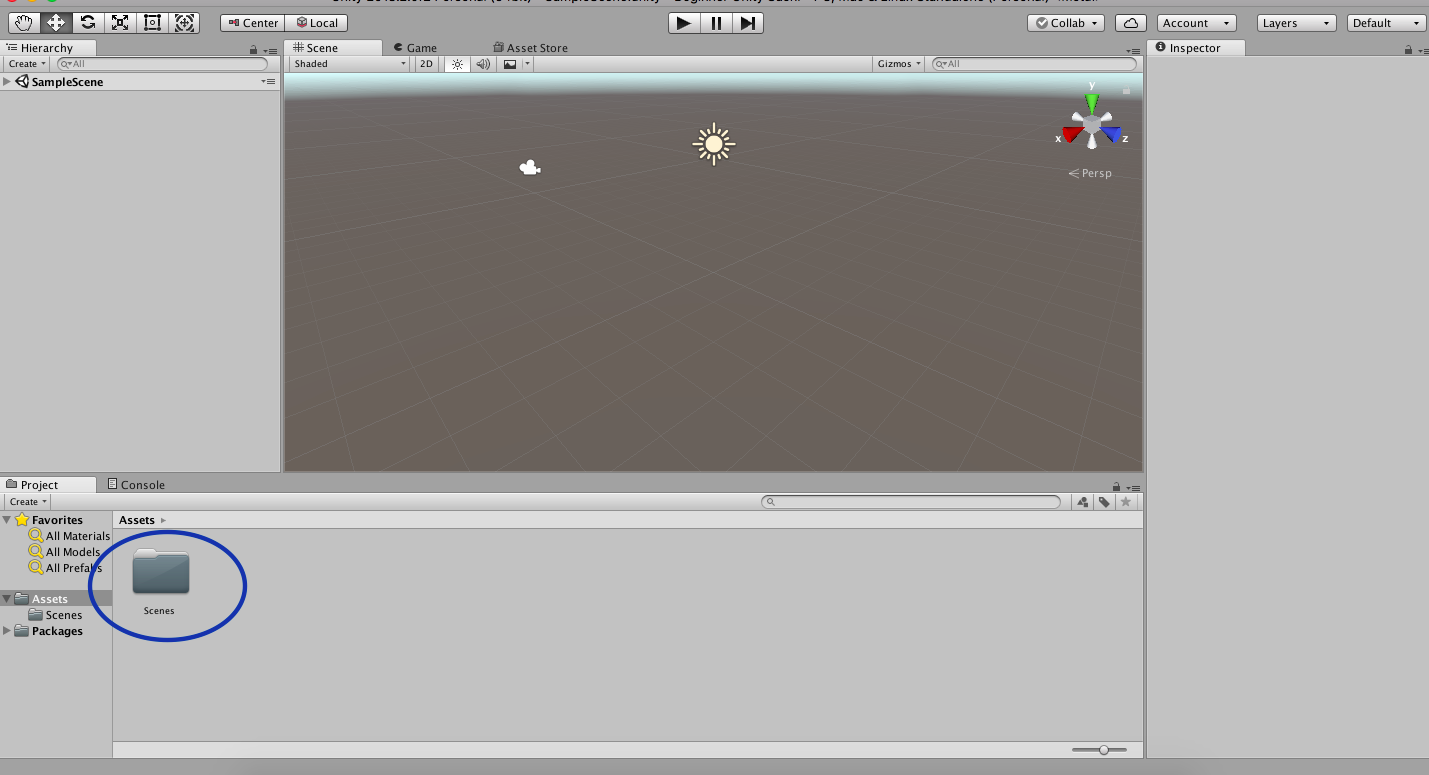 Center Local Collab Account Layers Default
Hierarchy
Create All
SampleScene
Scene Game Asset Store
Shaded 2D Gizmos All
y
x z
Persp
Inspector
Project Console
Create
Favorites
All Materials
All Models
All Prefabs
Assets
Scenes
Packages
Assets
Scenes